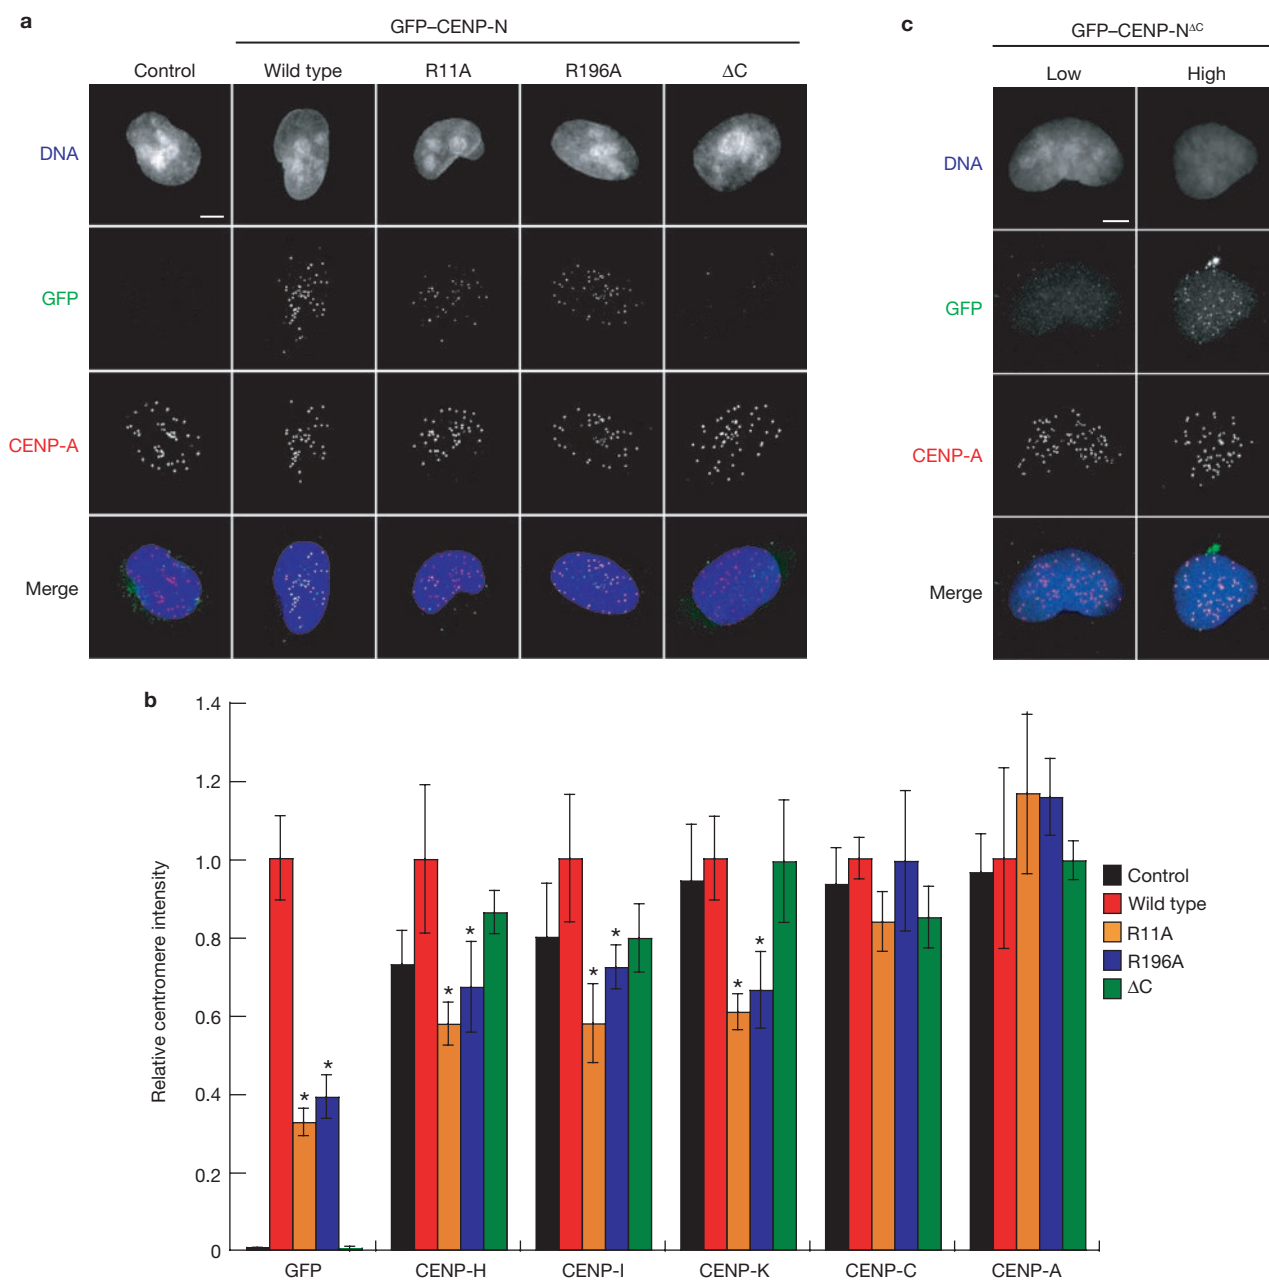 a
GFP–CENP-N
Control
Wild type
R11A
R196A
ΔC
DNA
GFP
CENP-A
Merge
c
GFP–CENP-N^ΔC
Low
High
DNA
GFP
CENP-A
Merge
b
Relative centromere intensity
1.4
1.2
1.0
0.8
0.6
0.4
0.2
0
* *
* *
* *
* *
GFP
CENP-H
CENP-I
CENP-K
CENP-C
CENP-A
Control
Wild type
R11A
R196A
ΔC